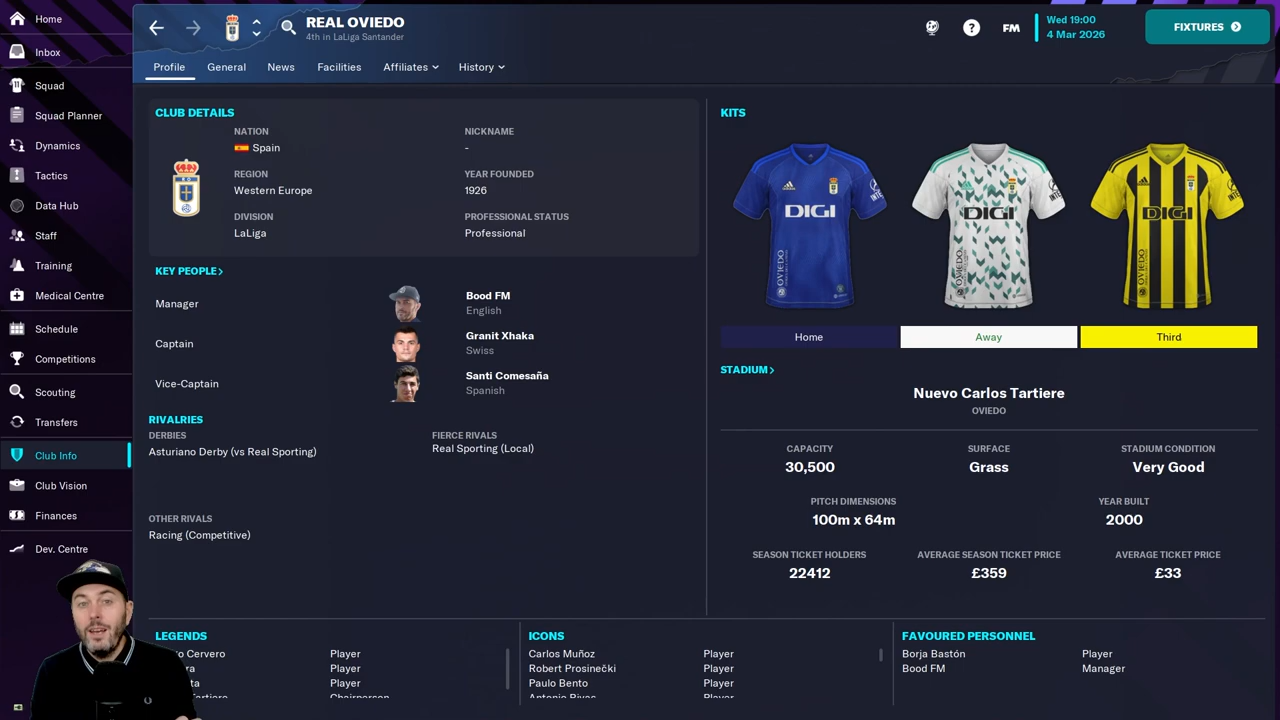 Home
Inbox
Squad
Squad Planner
Dynamics
Tactics
Data Hub
Staff
Training
Medical Centre
Schedule
Competitions
Scouting
Transfers
Club Info
Club Vision
Finances
Dev. Centre
REAL OVIEDO
4th in LaLiga Santander
FM
Wed 19:00
4 Mar 2026
FIXTURES
Profile General News Facilities Affiliates History
CLUB DETAILS
NATION NICKNAME
Spain -
REGION YEAR FOUNDED
Western Europe 1926
DIVISION PROFESSIONAL STATUS
LaLiga Professional
KEY PEOPLE
Manager Bood FM
English
Captain Granit Xhaka
Swiss
Vice-Captain Santi Comesaña
Spanish
RIVALRIES
DERBIES FIERCE RIVALS
Asturiano Derby (vs Real Sporting) Real Sporting (Local)
OTHER RIVALS
Racing (Competitive)
KITS
DIGI DIGI DIGI
OVIEDO OVIEDO OVIEDO
Home Away Third
STADIUM
Nuevo Carlos Tartiere
OVIEDO
CAPACITY SURFACE STADIUM CONDITION
30,500 Grass Very Good
PITCH DIMENSIONS YEAR BUILT
100m x 64m 2000
SEASON TICKET HOLDERS AVERAGE SEASON TICKET PRICE AVERAGE TICKET PRICE
22412 £359 £33
LEGENDS
Cervero Player
Player
Player
Chairperson
ICONS
Carlos Muñoz Player
Robert Prosinečki Player
Paulo Bento Player
Antonio Rivas Player
FAVOURED PERSONNEL
Borja Bastón Player
Bood FM Manager